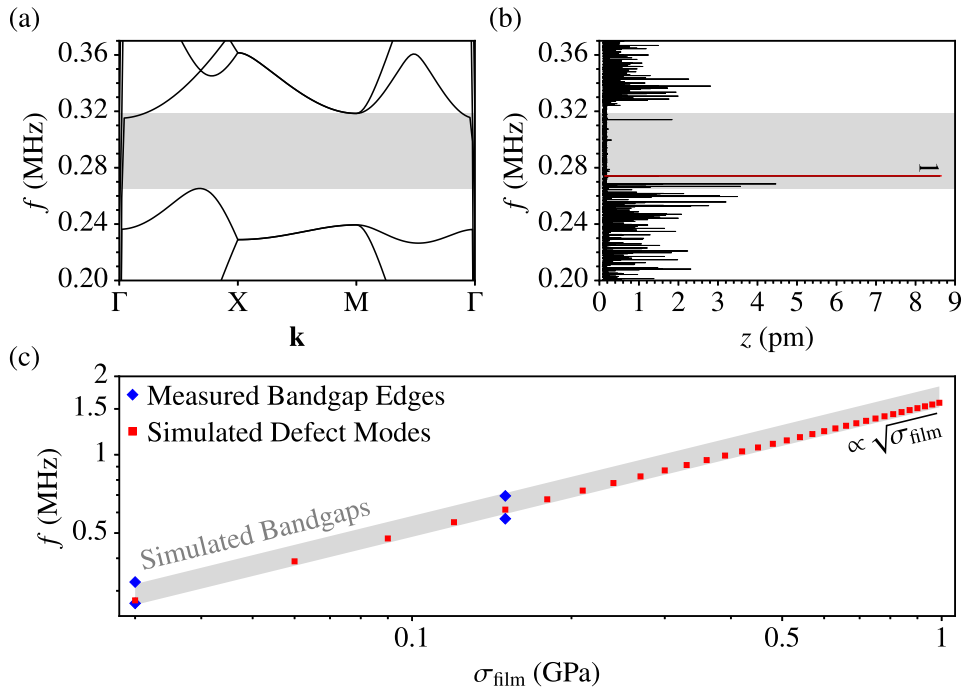 (a)
(b)
0.36
0.32
0.28
0.24
0.20
f (MHz)
Γ X M Γ
k
0.36
0.32
0.28
0.24
0.20
f (MHz)
1
0 1 2 3 4 5 6 7 8 9
z (pm)
(c)
2
1.5
1
0.5
f (MHz)
Measured Bandgap Edges
Simulated Defect Modes
Simulated Bandgaps
∝ √σfilm
0.1 0.5 1
σfilm (GPa)